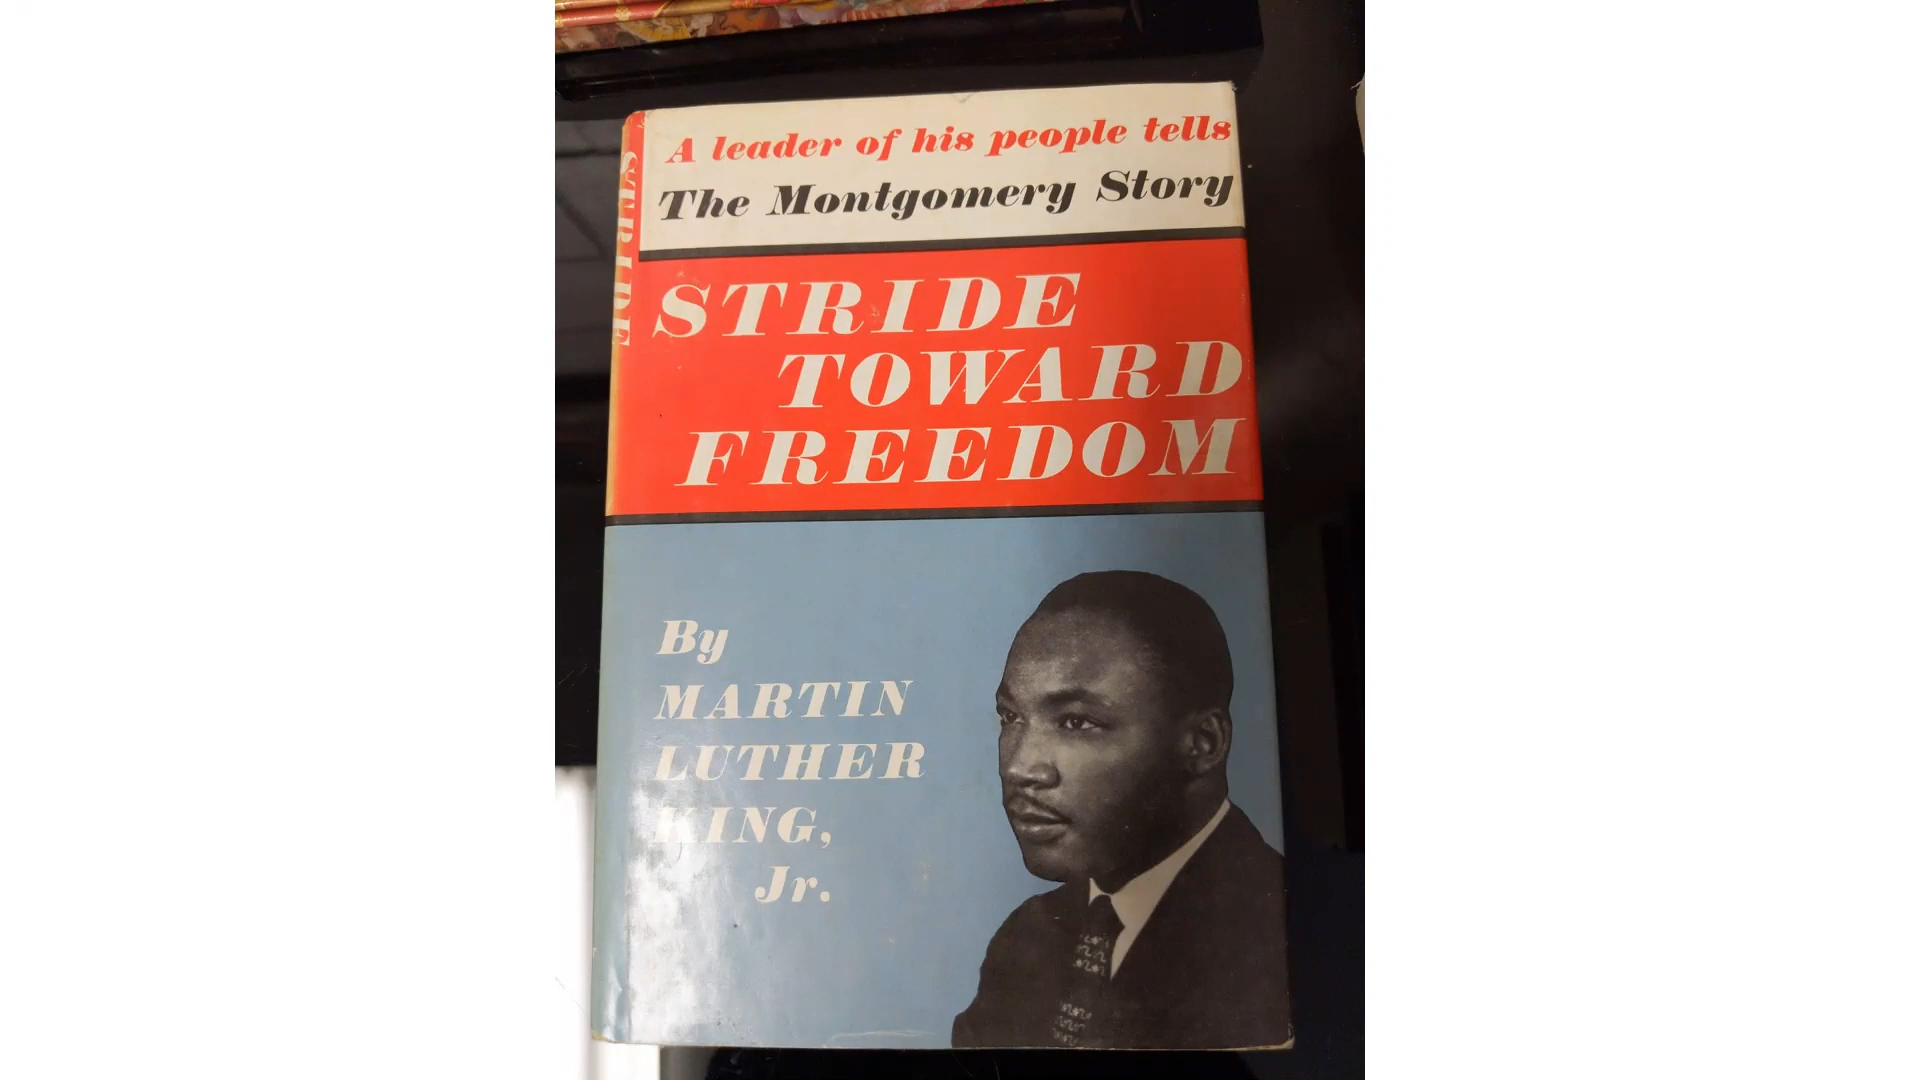 A leader of his people tells
The Montgomery Story
STRIDE
TOWARD
FREEDOM
By
MARTIN
LUTHER
KING,
Jr.
STRIDE